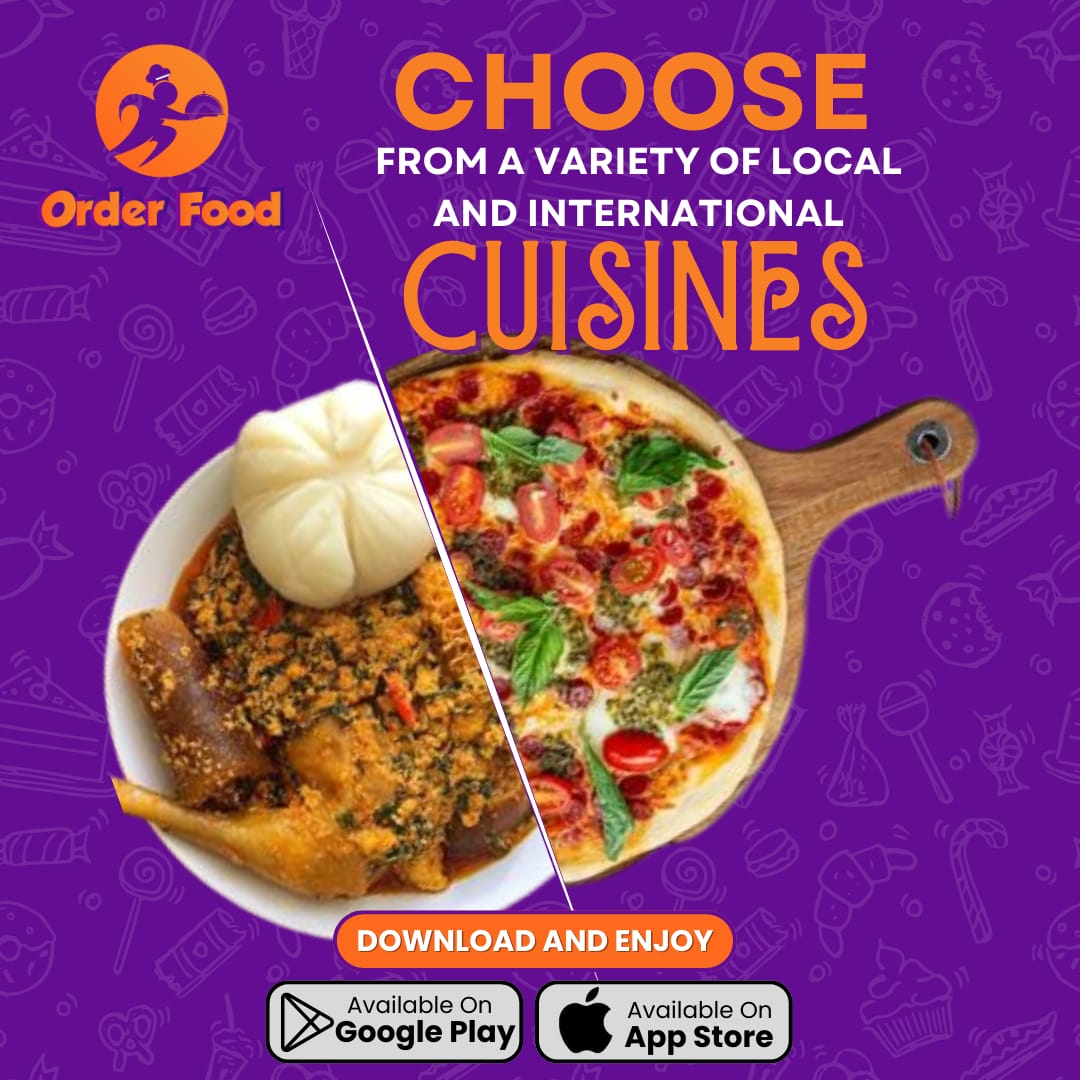 Order Food
CHOOSE
FROM A VARIETY OF LOCAL
AND INTERNATIONAL
CUISINES
DOWNLOAD AND ENJOY
Available On
Google Play
Available On
App Store